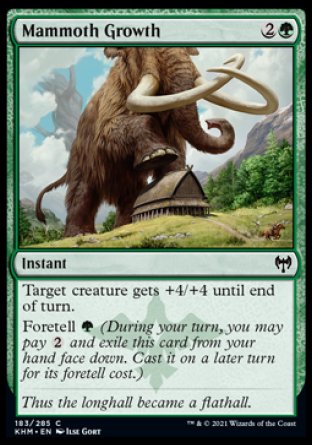 Mammoth Growth 2
Instant
Target creature gets +4/+4 until end
of turn.
Foretell (During your turn, you may
pay 2 and exile this card from your
hand face down. Cast it on a later turn
for its foretell cost.)
Thus the longhall became a flathall.
183/285 C
KHM • EN Ilse Gort
™ & © 2021 Wizards of the Coast